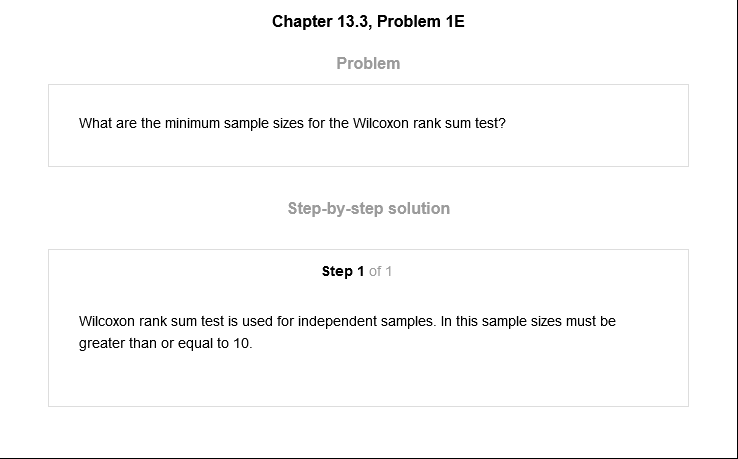 Chapter 13.3, Problem 1E
Problem
What are the minimum sample sizes for the Wilcoxon rank sum test?
Step-by-step solution
Step 1 of 1
Wilcoxon rank sum test is used for independent samples. In this sample sizes must be
greater than or equal to 10.